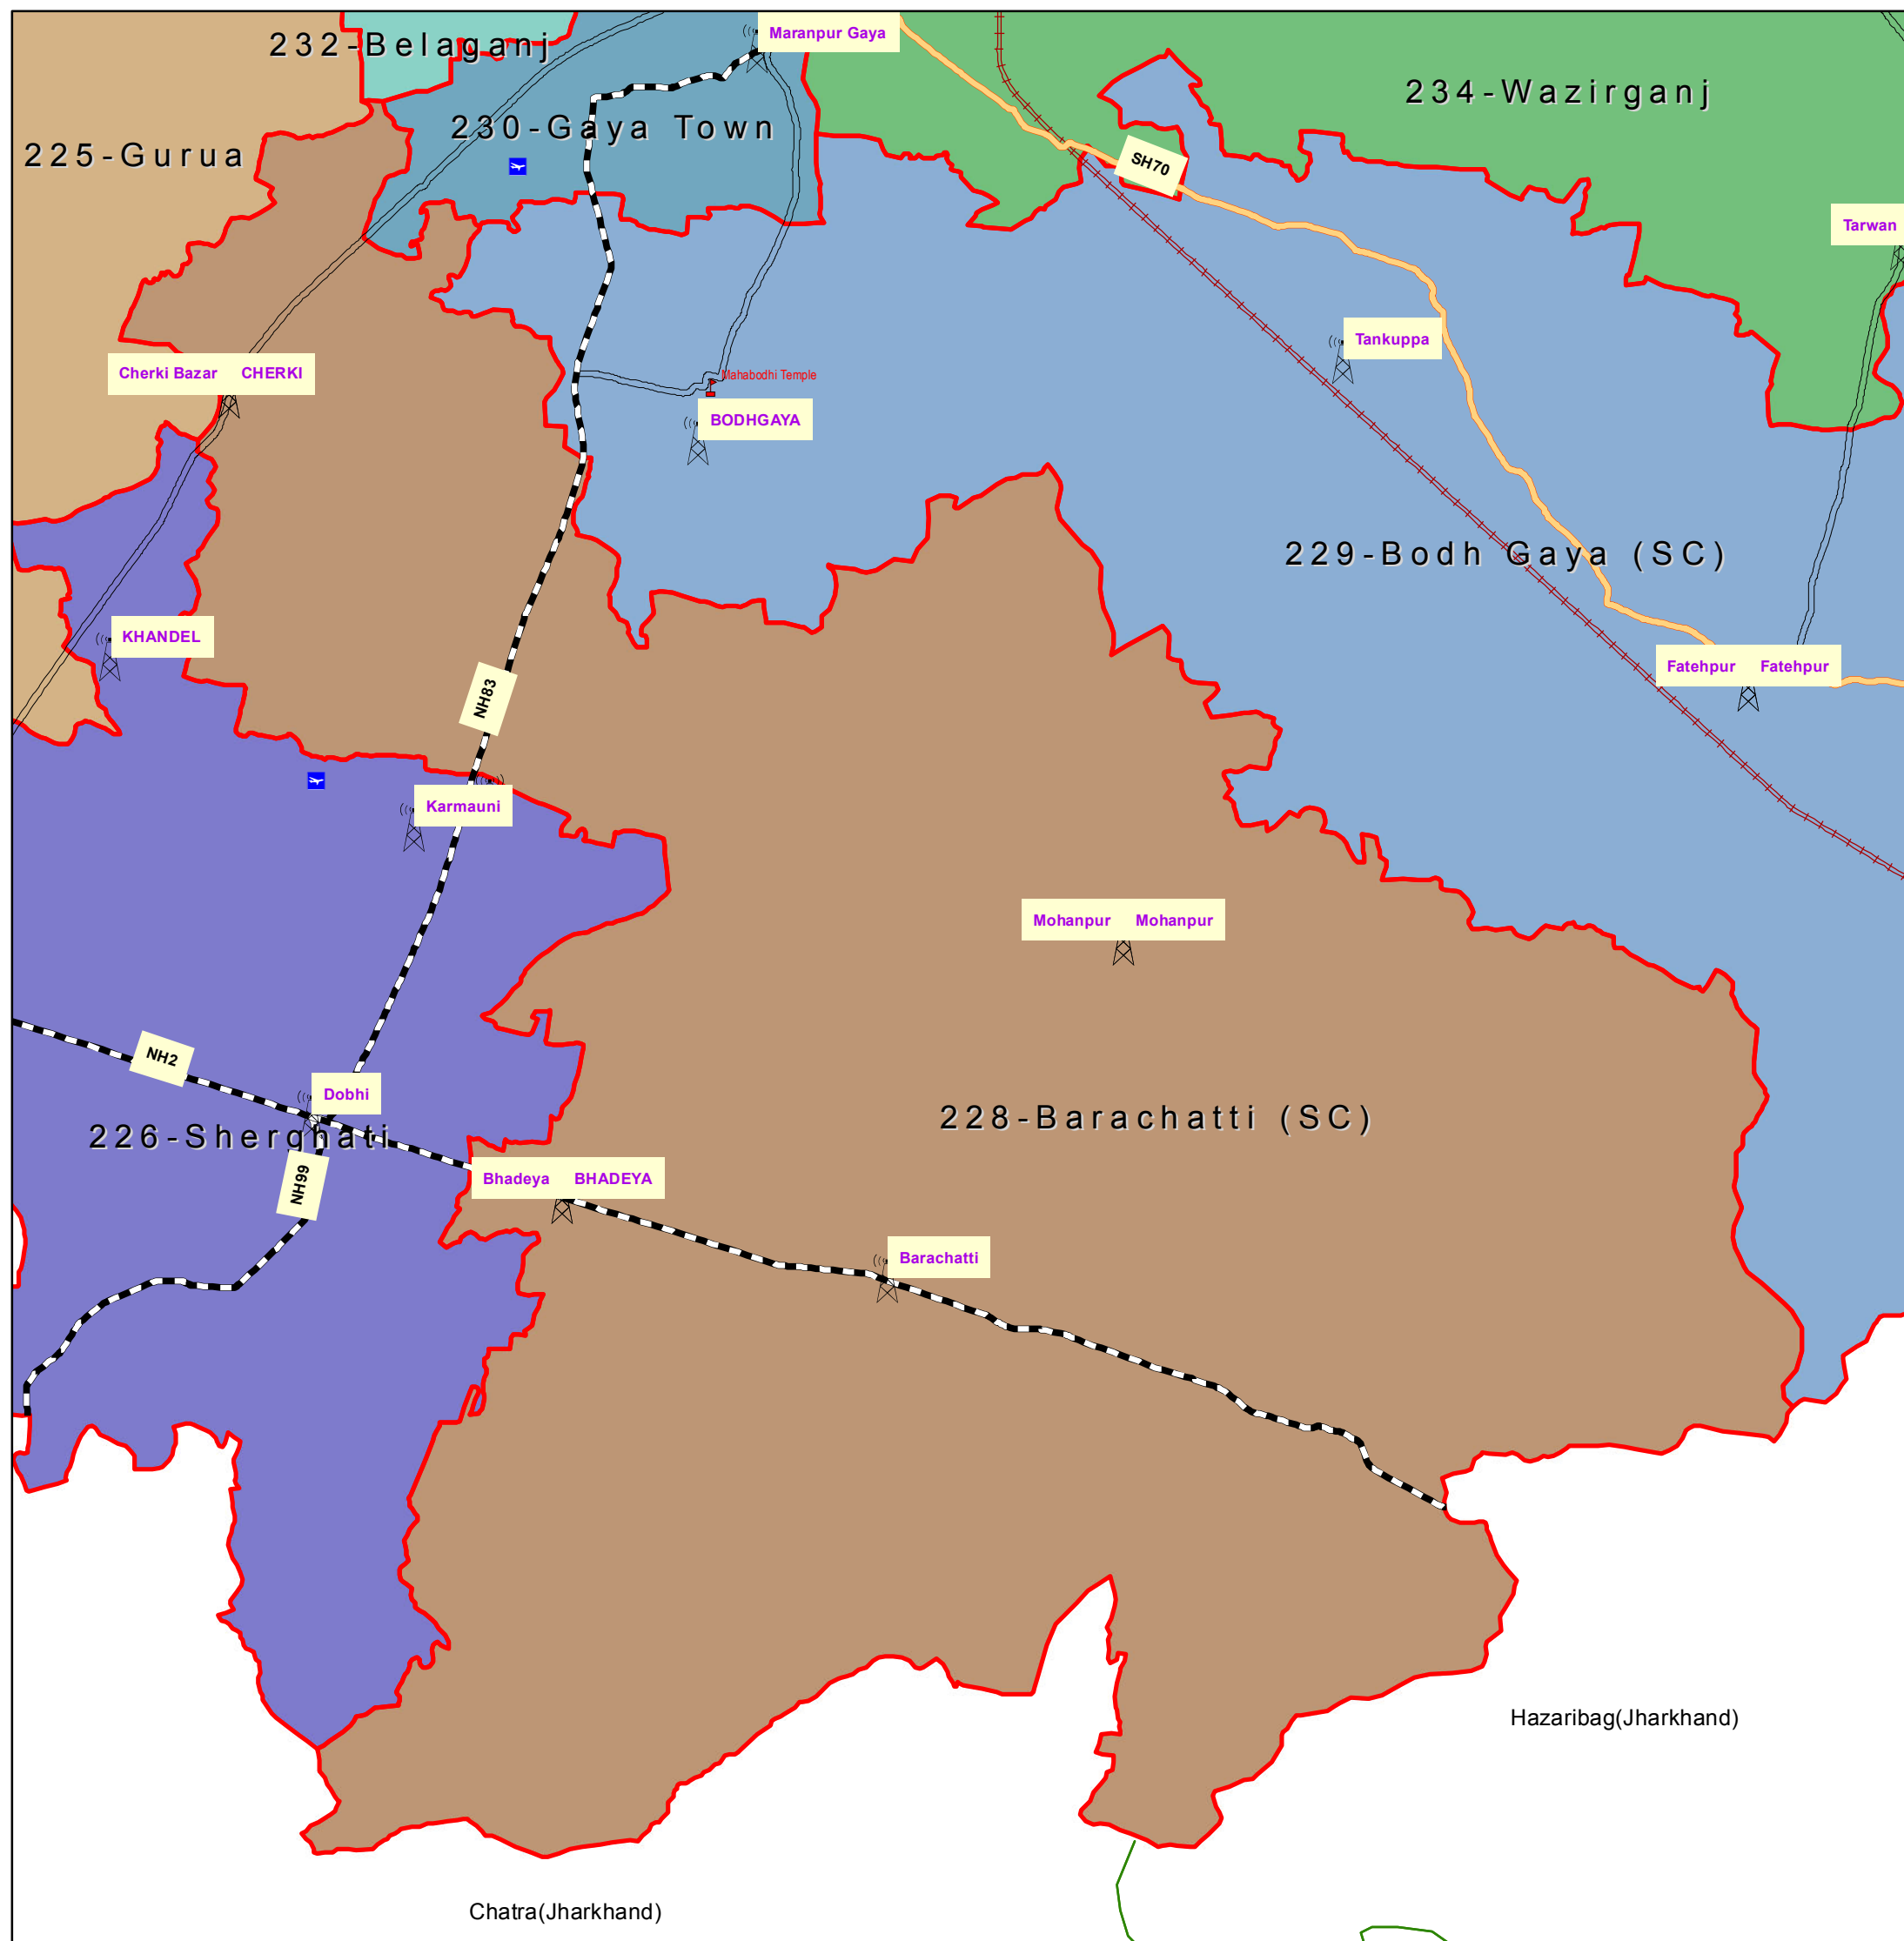 Maranpur Gaya
232-Belaganj
234-Wazirganj
230-Gaya Town
225-Gurua
SH70
Tarwan
Tankuppa
Cherki Bazar CHERKI
Mahabodhi Temple
BODHGAYA
229-Bodh Gaya (SC)
KHANDEL
Fatehpur Fatehpur
NH83
Karmauni
Mohanpur Mohanpur
NH2
Dobhi
228-Barachatti (SC)
226-Sherghati
NH99
Bhadeya BHADEYA
Barachatti
Hazaribag(Jharkhand)
Chatra(Jharkhand)